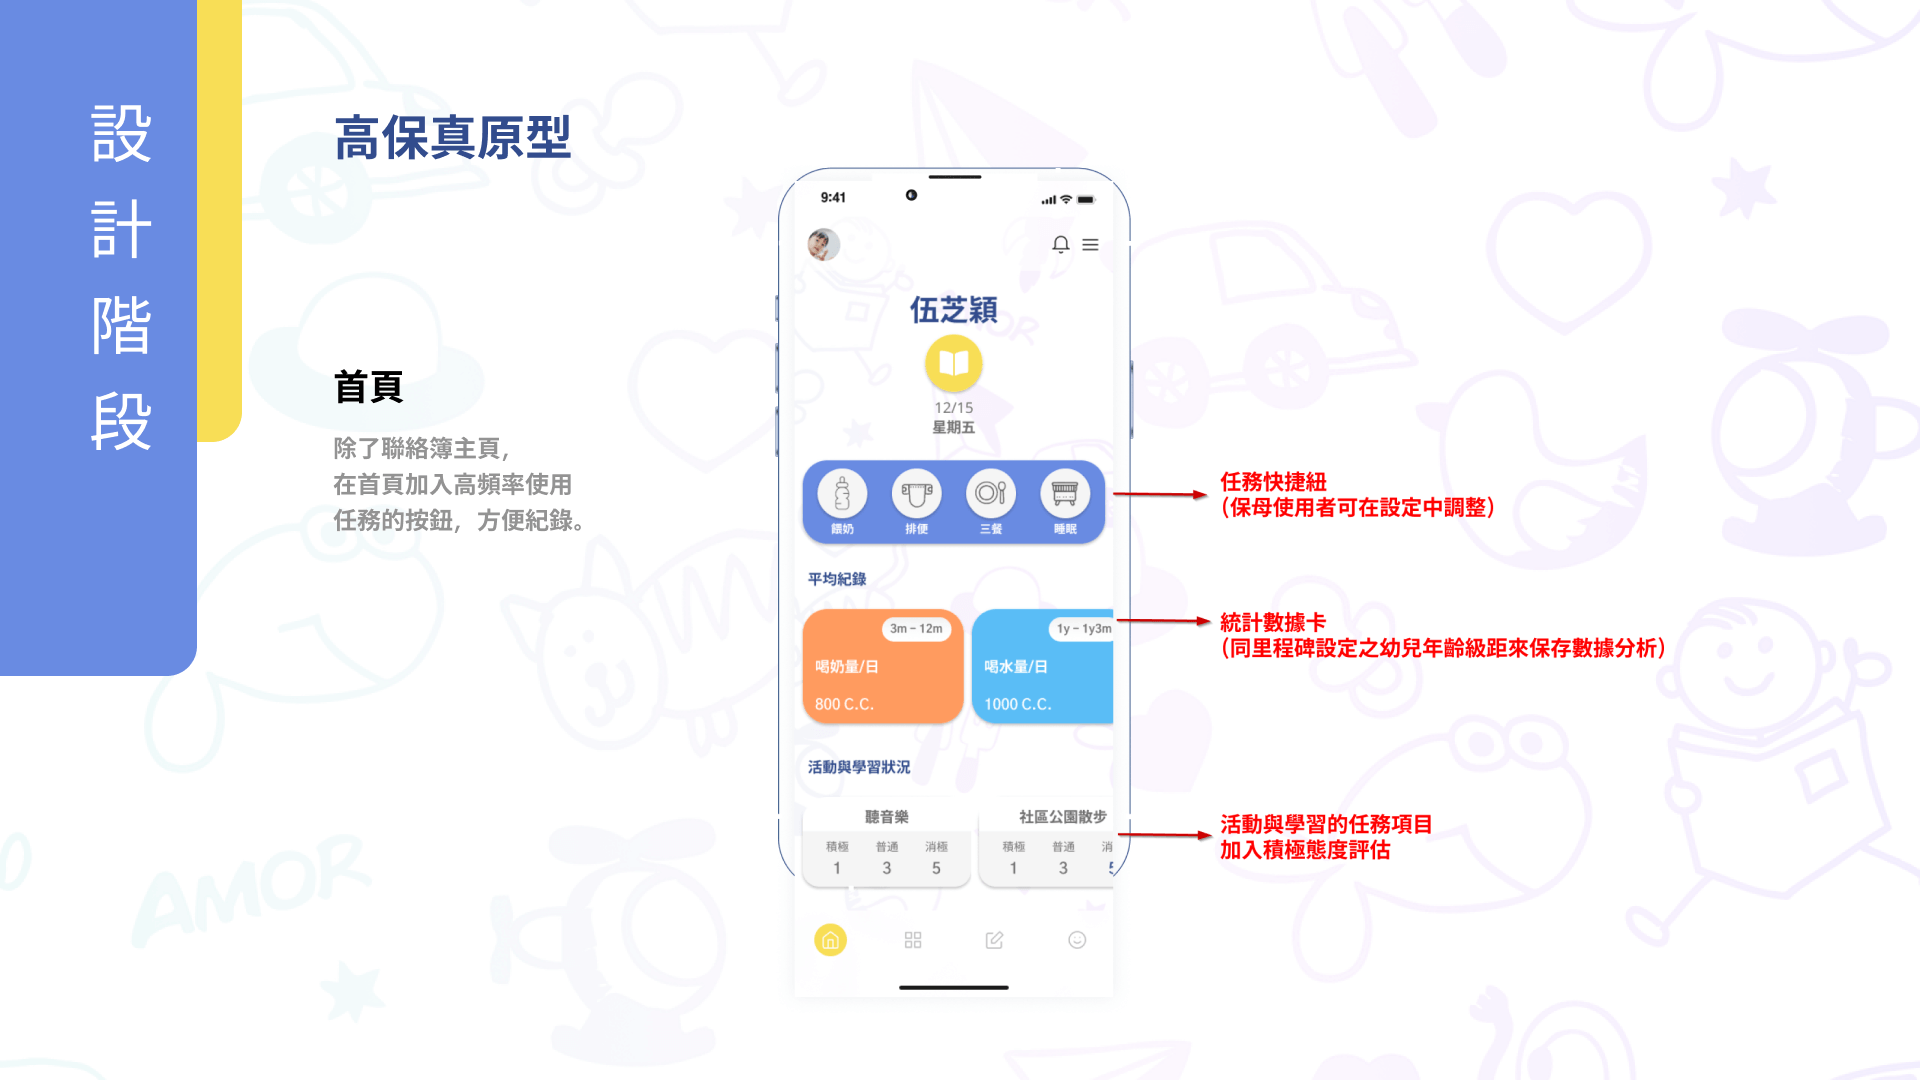 設計階段
高保真原型
首頁
除了聯絡簿主頁，
在首頁加入高頻率使用
任務的按鈕，方便紀錄。
9:41
伍芝穎
12/15
星期五
餵奶 排便 三餐 睡眠
平均紀錄
3m – 12m
喝奶量/日
800 C.C.
1y – 1y3m
喝水量/日
1000 C.C.
活動與學習狀況
聽音樂
積極 普通 消極
1 3 5
社區公園散步
積極 普通 消
1 3 5
任務快捷紐
（保母使用者可在設定中調整）
統計數據卡
（同里程碑設定之幼兒年齡級距來保存數據分析）
活動與學習的任務項目
加入積極態度評估
AMOR
AMOR